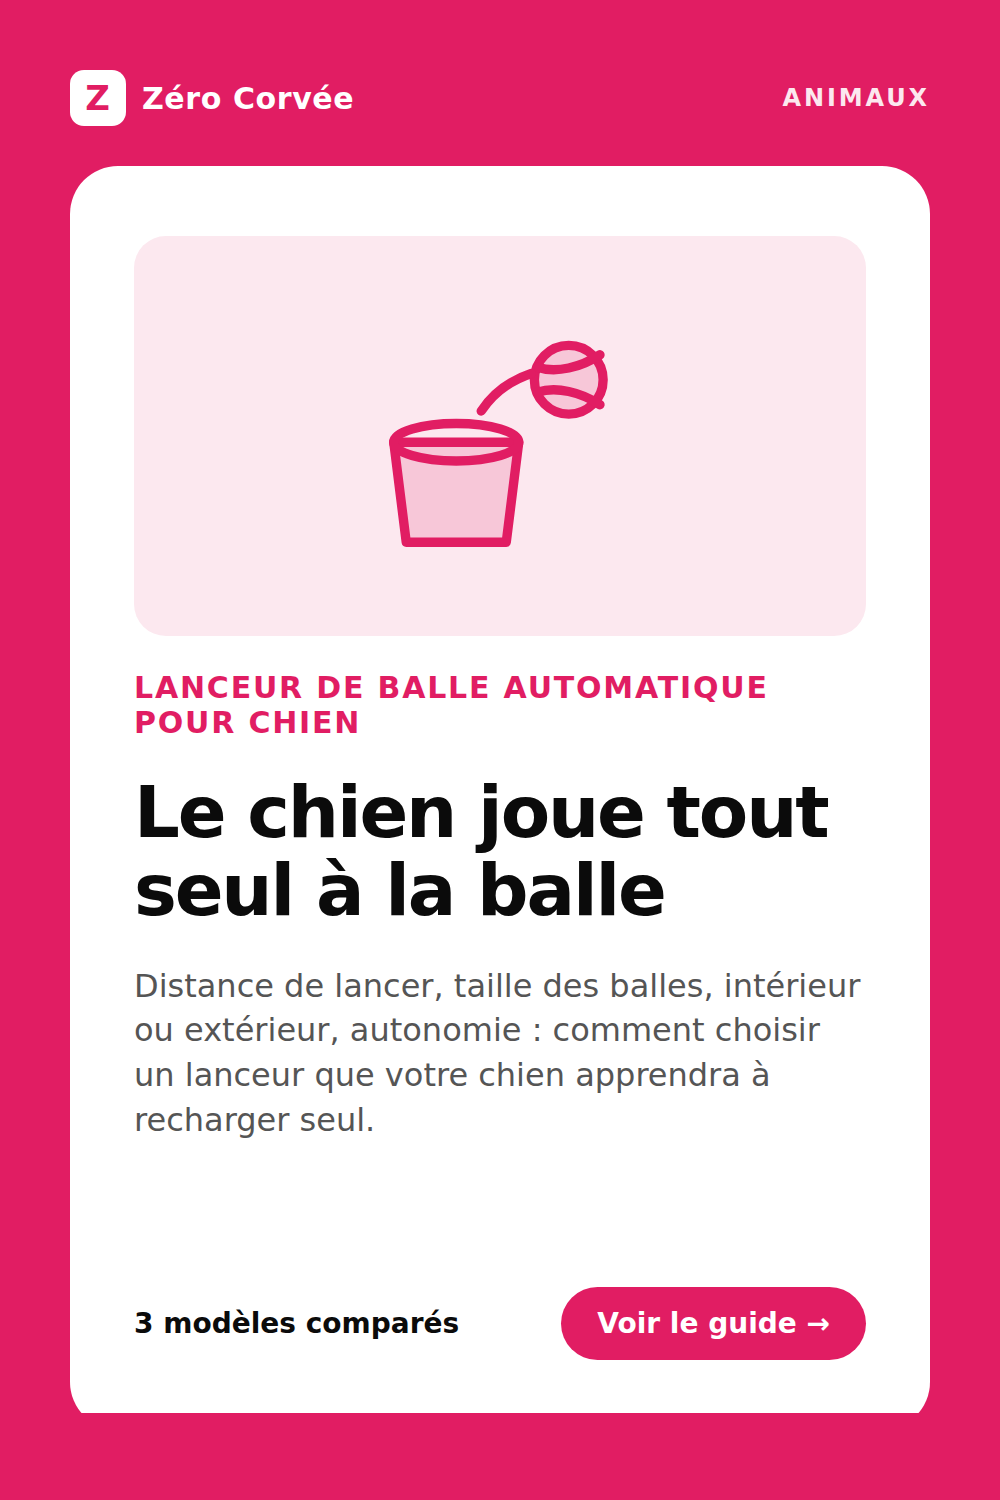 Z Zéro Corvée
ANIMAUX
LANCEUR DE BALLE AUTOMATIQUE
POUR CHIEN
Le chien joue tout
seul à la balle
Distance de lancer, taille des balles, intérieur
ou extérieur, autonomie : comment choisir
un lanceur que votre chien apprendra à
recharger seul.
3 modèles comparés
Voir le guide →